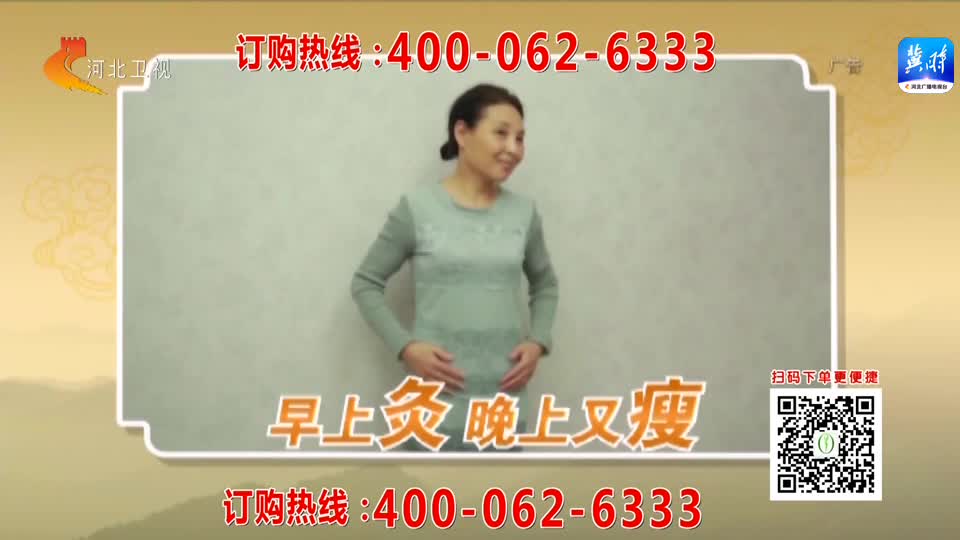 订购热线：400-062-6333
河北卫视
广告
冀时
河北广播电视台
扫码下单更便捷
早上灸 晚上又瘦
订购热线：400-062-6333